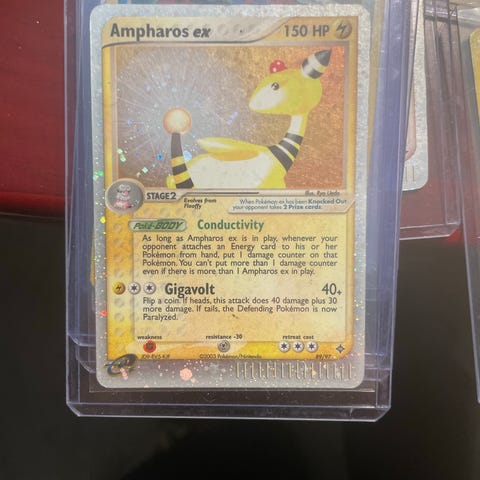 Ampharos ex 150 HP
Illus. Ryo Ueda
STAGE 2
Evolves from
Flaaffy
When Pokémon-ex has been Knocked Out
your opponent takes 2 Prize cards.
Poké-BODY Conductivity
As long as Ampharos ex is in play, whenever your
opponent attaches an Energy card to his or her
Pokémon from hand, put 1 damage counter on that
Pokémon. You can't put more than 1 damage counter
even if there is more than 1 Ampharos ex in play.
Gigavolt 40+
Flip a coin. If heads, this attack does 40 damage plus 30
more damage. If tails, the Defending Pokémon is now
Paralyzed.
weakness resistance -30 retreat cost
©2003 Pokémon/Nintendo 89/97